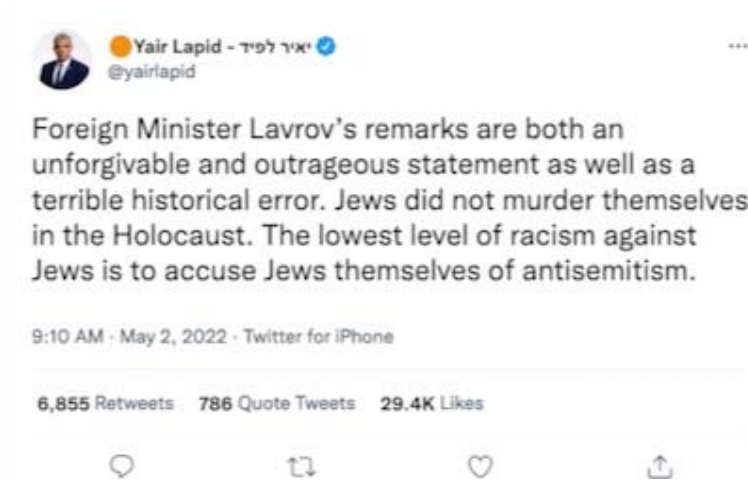 Yair Lapid - יאיר לפיד
@yairlapid
Foreign Minister Lavrov's remarks are both an
unforgivable and outrageous statement as well as a
terrible historical error. Jews did not murder themselves
in the Holocaust. The lowest level of racism against
Jews is to accuse Jews themselves of antisemitism.
9:10 AM · May 2, 2022 · Twitter for iPhone
6,855 Retweets 786 Quote Tweets 29.4K Likes